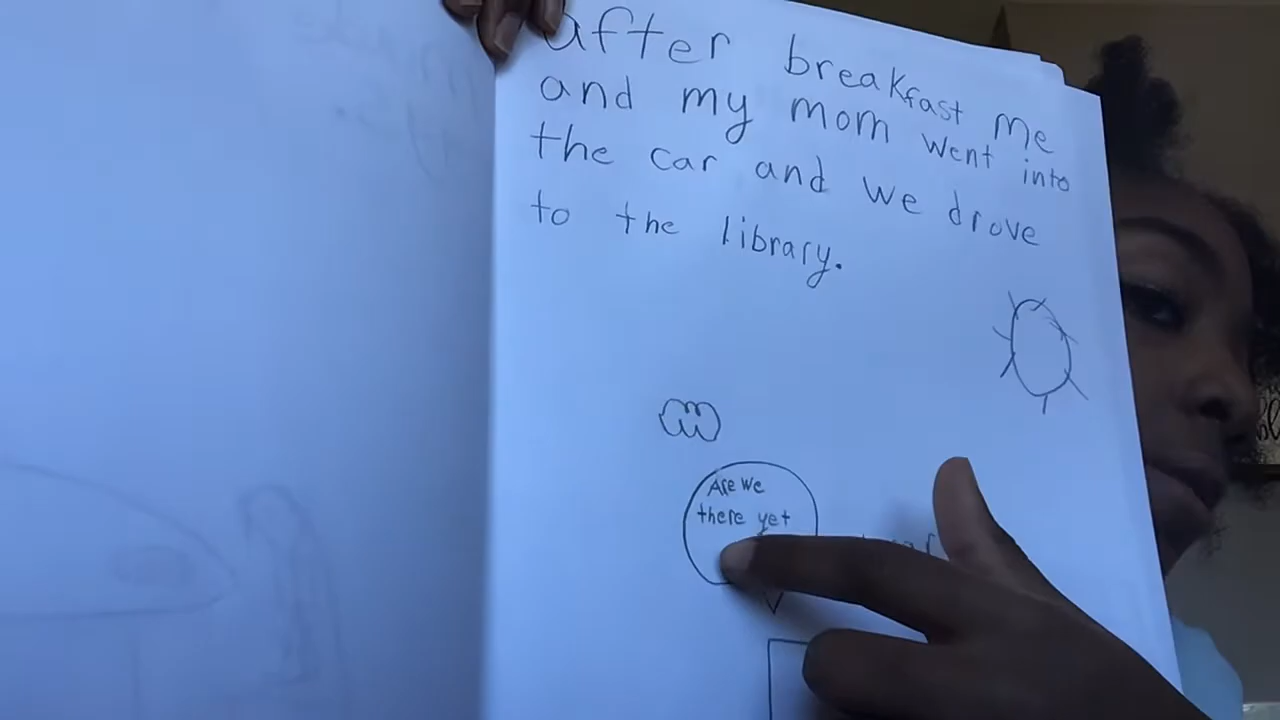 after breakfast me
and my mom went into
the car and we drove
to the library.
Are we
there yet